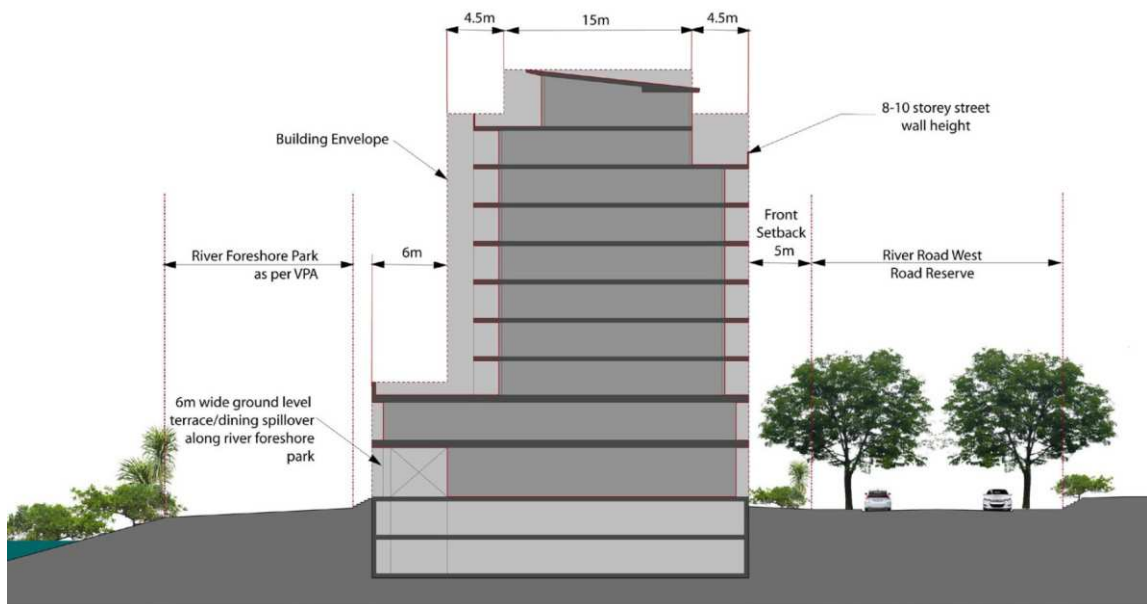 4.5m
15m
4.5m
8-10 storey street
wall height
Building Envelope
Front
Setback
5m
River Foreshore Park
as per VPA
6m
River Road West
Road Reserve
6m wide ground level
terrace/dining spillover
along river foreshore
park